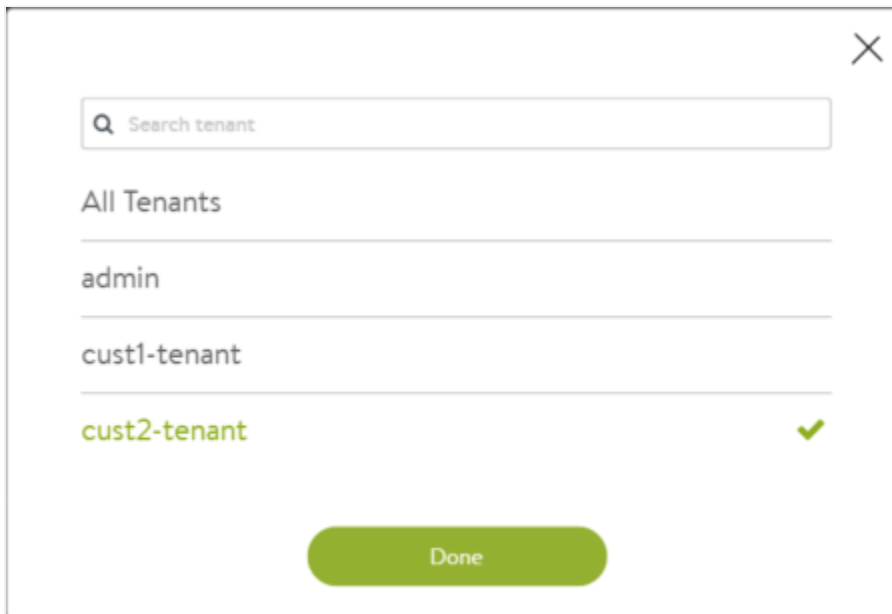 Search tenant
All Tenants
admin
cust1-tenant
cust2-tenant
Done